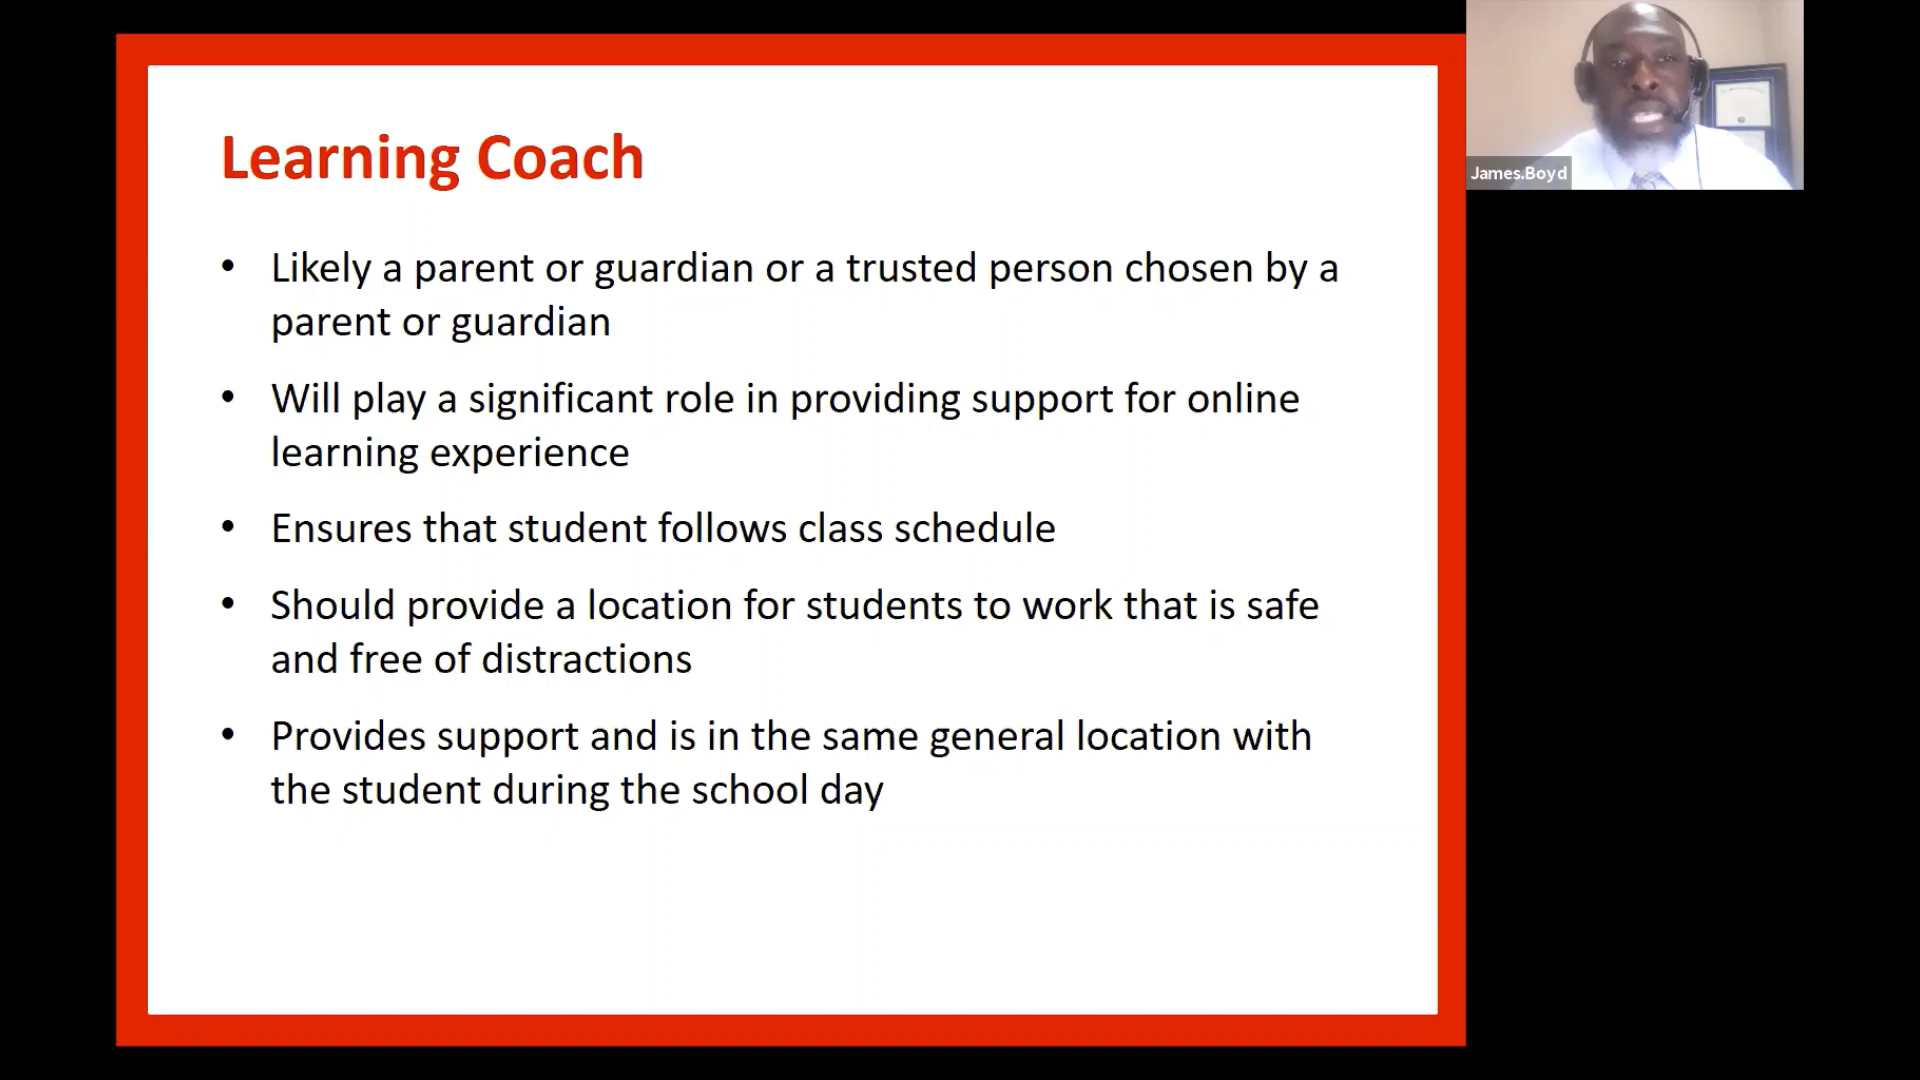 Learning Coach
• Likely a parent or guardian or a trusted person chosen by a
parent or guardian
• Will play a significant role in providing support for online
learning experience
• Ensures that student follows class schedule
• Should provide a location for students to work that is safe
and free of distractions
• Provides support and is in the same general location with
the student during the school day
James.Boyd